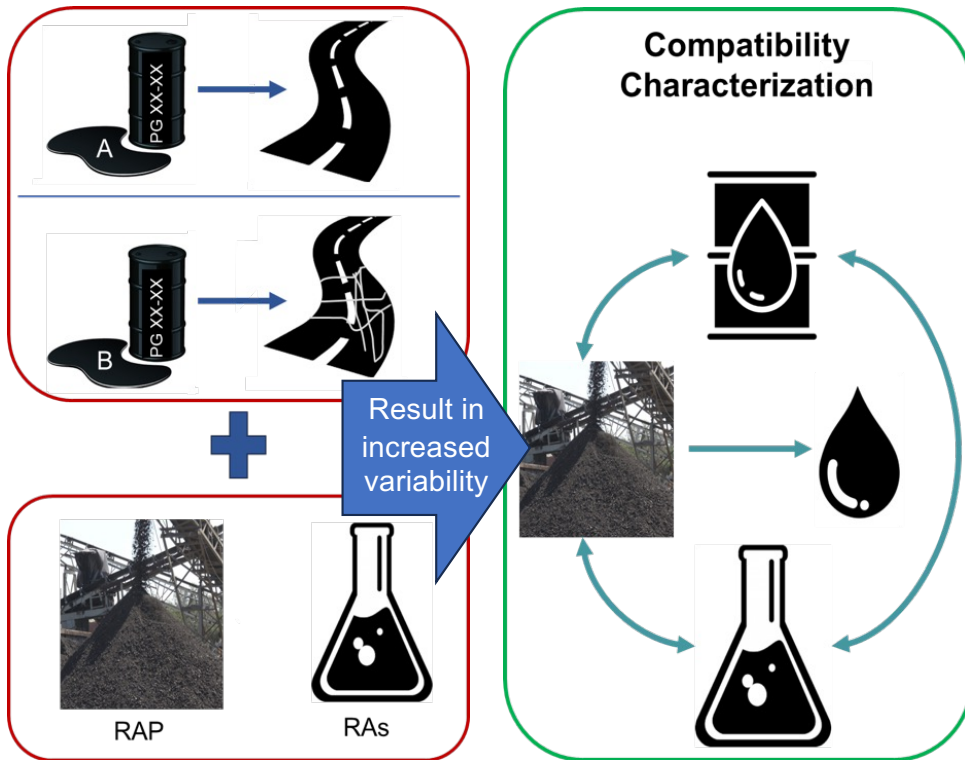 PG XX-XX
A
PG XX-XX
B
Result in
increased
variability
RAP
RAs
Compatibility
Characterization